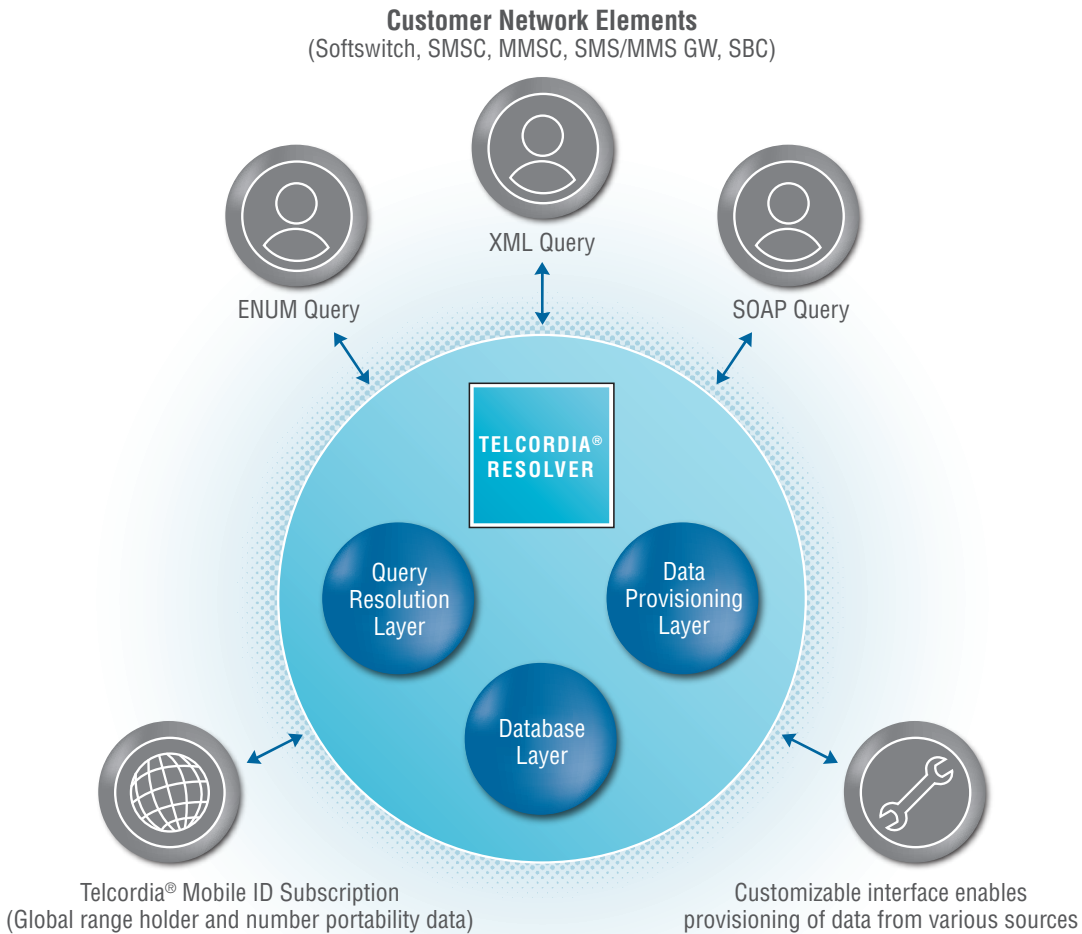 Customer Network Elements
(Softswitch, SMSC, MMSC, SMS/MMS GW, SBC)
XML Query
ENUM Query
SOAP Query
TELCORDIA®
RESOLVER
Query
Resolution
Layer
Data
Provisioning
Layer
Database
Layer
Telcordia® Mobile ID Subscription
(Global range holder and number portability data)
Customizable interface enables
provisioning of data from various sources